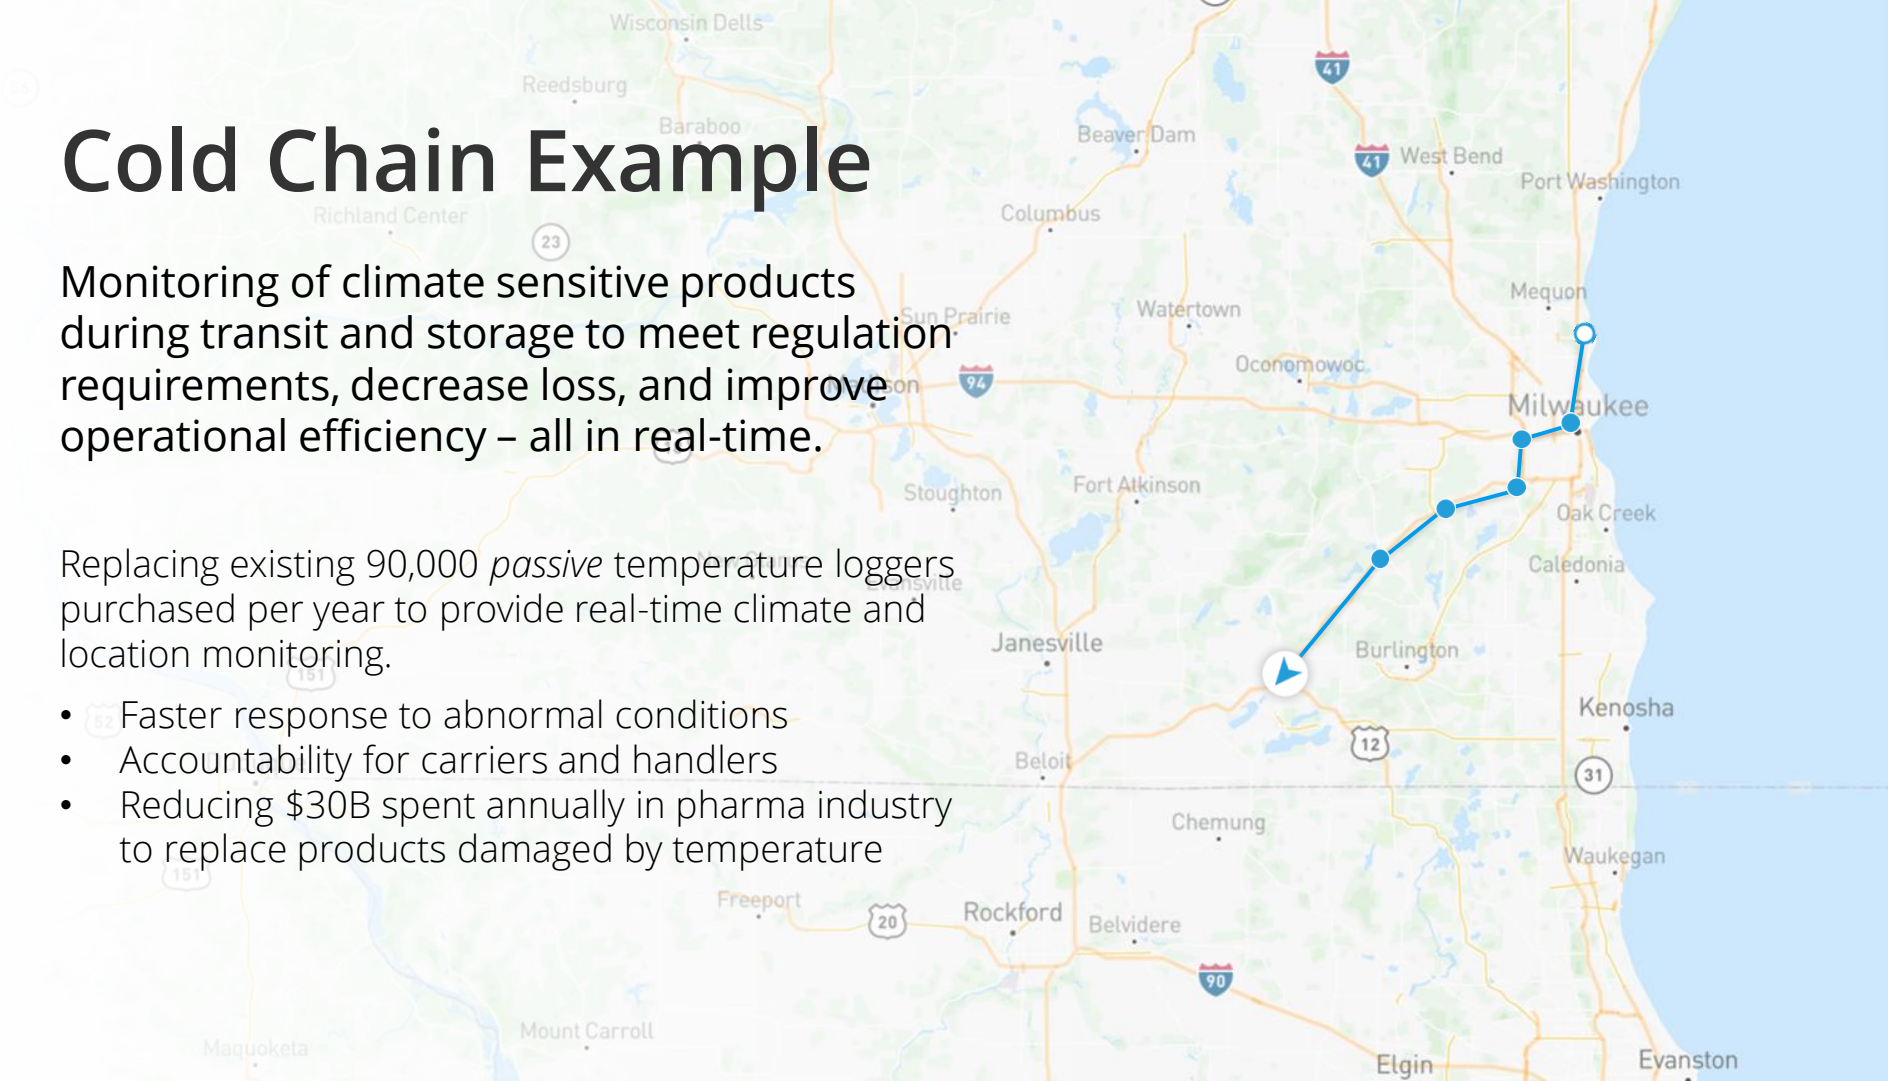 Cold Chain Example
Monitoring of climate sensitive products
during transit and storage to meet regulation
requirements, decrease loss, and improve
operational efficiency – all in real-time.
Replacing existing 90,000 passive temperature loggers
purchased per year to provide real-time climate and
location monitoring.
• Faster response to abnormal conditions
• Accountability for carriers and handlers
• Reducing $30B spent annually in pharma industry
to replace products damaged by temperature
Wisconsin Dells
Reedsburg
Baraboo
Richland Center
23
41
Beaver Dam
41
West Bend
Port Washington
Columbus
Mequon
Sun Prairie
Watertown
Oconomowoc
Madison
94
Milwaukee
Stoughton
Fort Atkinson
Oak Creek
Caledonia
Evansville
Janesville
Burlington
151
52
Kenosha
12
Beloit
31
Chemung
Waukegan
151
Freeport
20
Rockford
Belvidere
90
Mount Carroll
Maquoketa
Elgin
Evanston